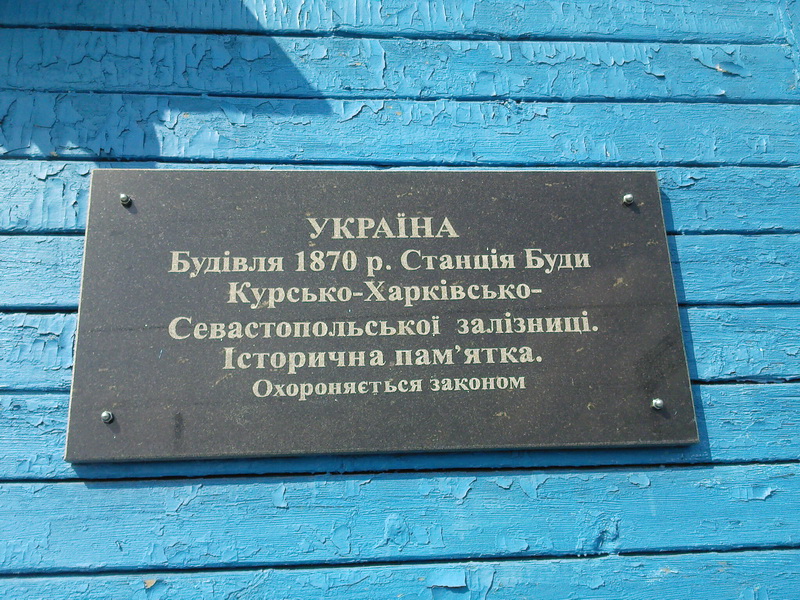 УКРАЇНА
Будівля 1870 р. Станція Буди
Курсько-Харківсько-
Севастопольської залізниці.
Історична пам’ятка.
Охороняється законом